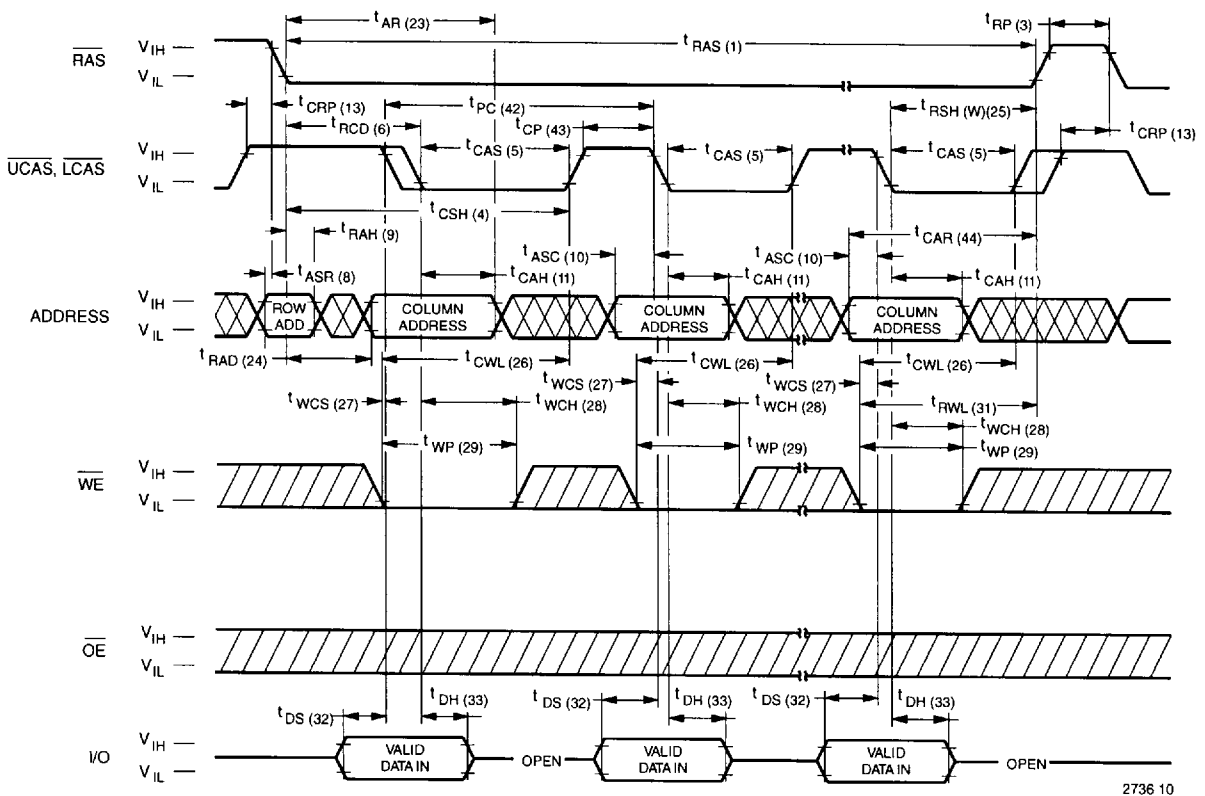 t AR (23)
t RP (3)
t RAS (1)
RAS
V IH
V IL
t CRP (13)
t PC (42)
t RSH (W)(25)
t RCD (6)
t CP (43)
t CRP (13)
UCAS, LCAS
V IH
V IL
t CAS (5)
t CAS (5)
t CAS (5)
t CSH (4)
t RAH (9)
t CAR (44)
t ASC (10)
t ASC (10)
t ASR (8)
t CAH (11)
t CAH (11)
t CAH (11)
ADDRESS
V IH
V IL
ROW ADD
COLUMN ADDRESS
COLUMN ADDRESS
COLUMN ADDRESS
t RAD (24)
t CWL (26)
t CWL (26)
t CWL (26)
t WCS (27)
t WCS (27)
t WCS (27)
t WCH (28)
t WCH (28)
t RWL (31)
t WCH (28)
t WP (29)
t WP (29)
t WP (29)
WE
V IH
V IL
OE
V IH
V IL
t DS (32)
t DH (33)
t DS (32)
t DH (33)
t DS (32)
t DH (33)
I/O
V IH
V IL
VALID DATA IN
OPEN
VALID DATA IN
VALID DATA IN
OPEN
2736 10